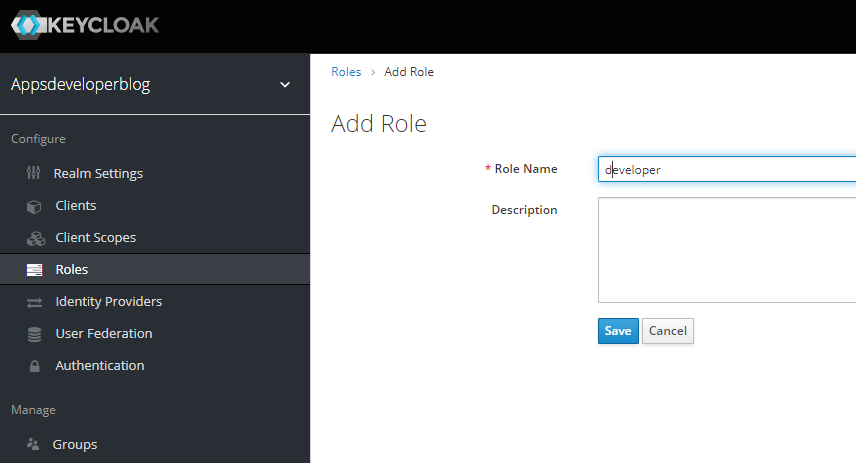 KEYCLOAK
Appsdeveloperblog
Configure
Realm Settings
Clients
Client Scopes
Roles
Identity Providers
User Federation
Authentication
Manage
Groups
Roles > Add Role
Add Role
* Role Name
developer
Description
Save Cancel